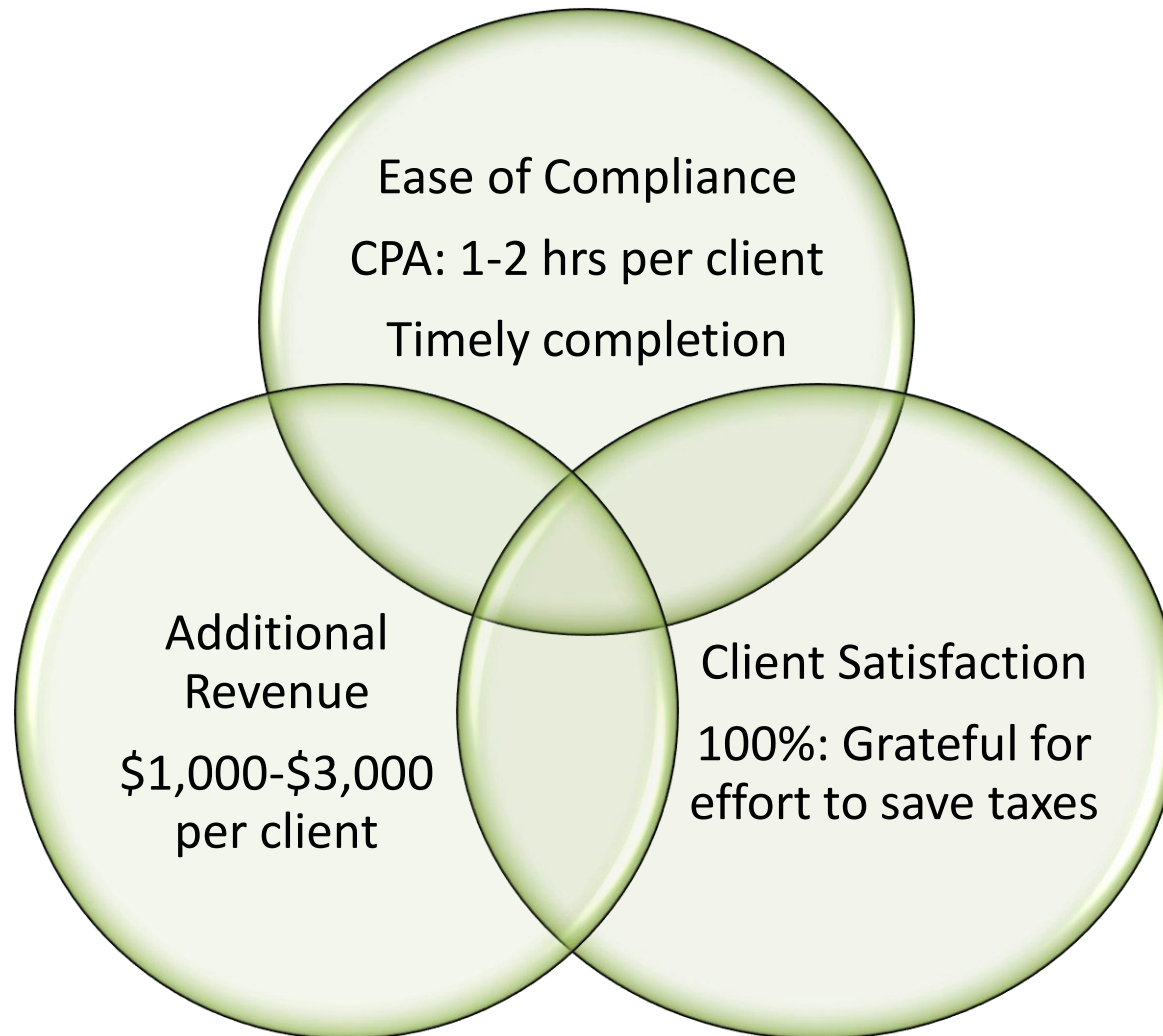 Ease of Compliance
CPA: 1-2 hrs per client
Timely completion
Additional
Revenue
$1,000-$3,000
per client
Client Satisfaction
100%: Grateful for
effort to save taxes